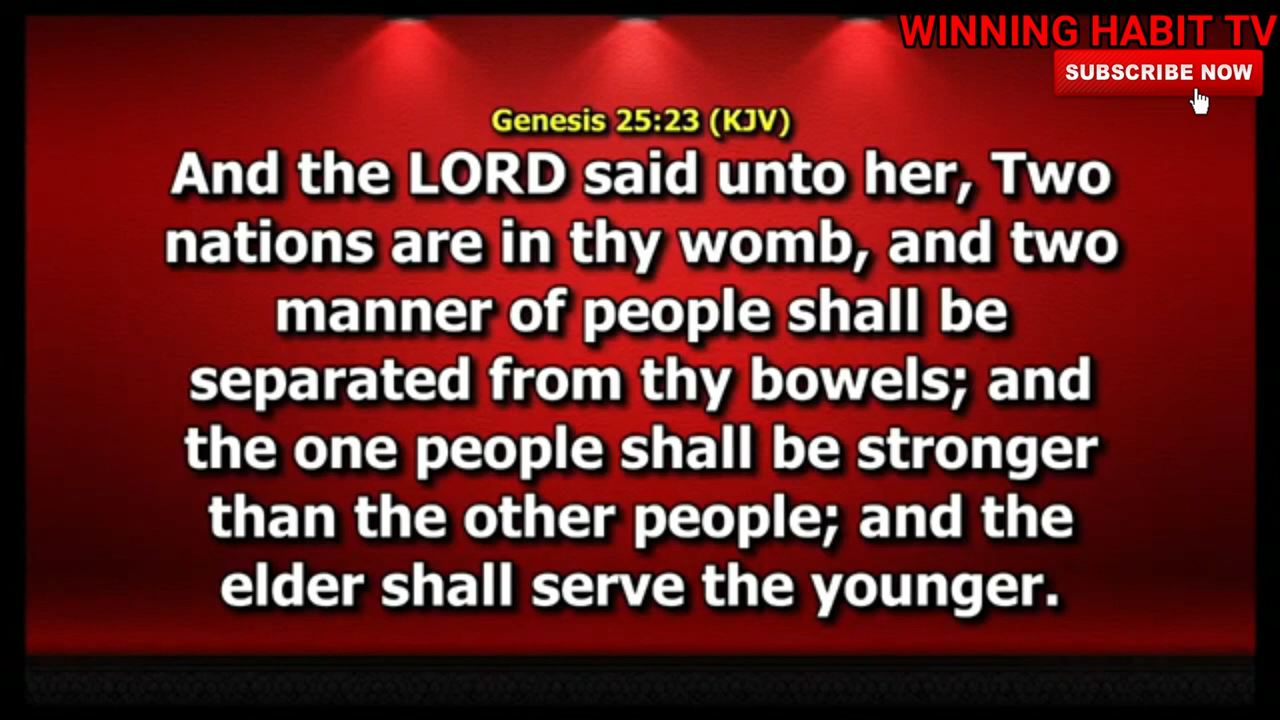 WINNING HABIT TV
SUBSCRIBE NOW
Genesis 25:23 (KJV)
And the LORD said unto her, Two
nations are in thy womb, and two
manner of people shall be
separated from thy bowels; and
the one people shall be stronger
than the other people; and the
elder shall serve the younger.